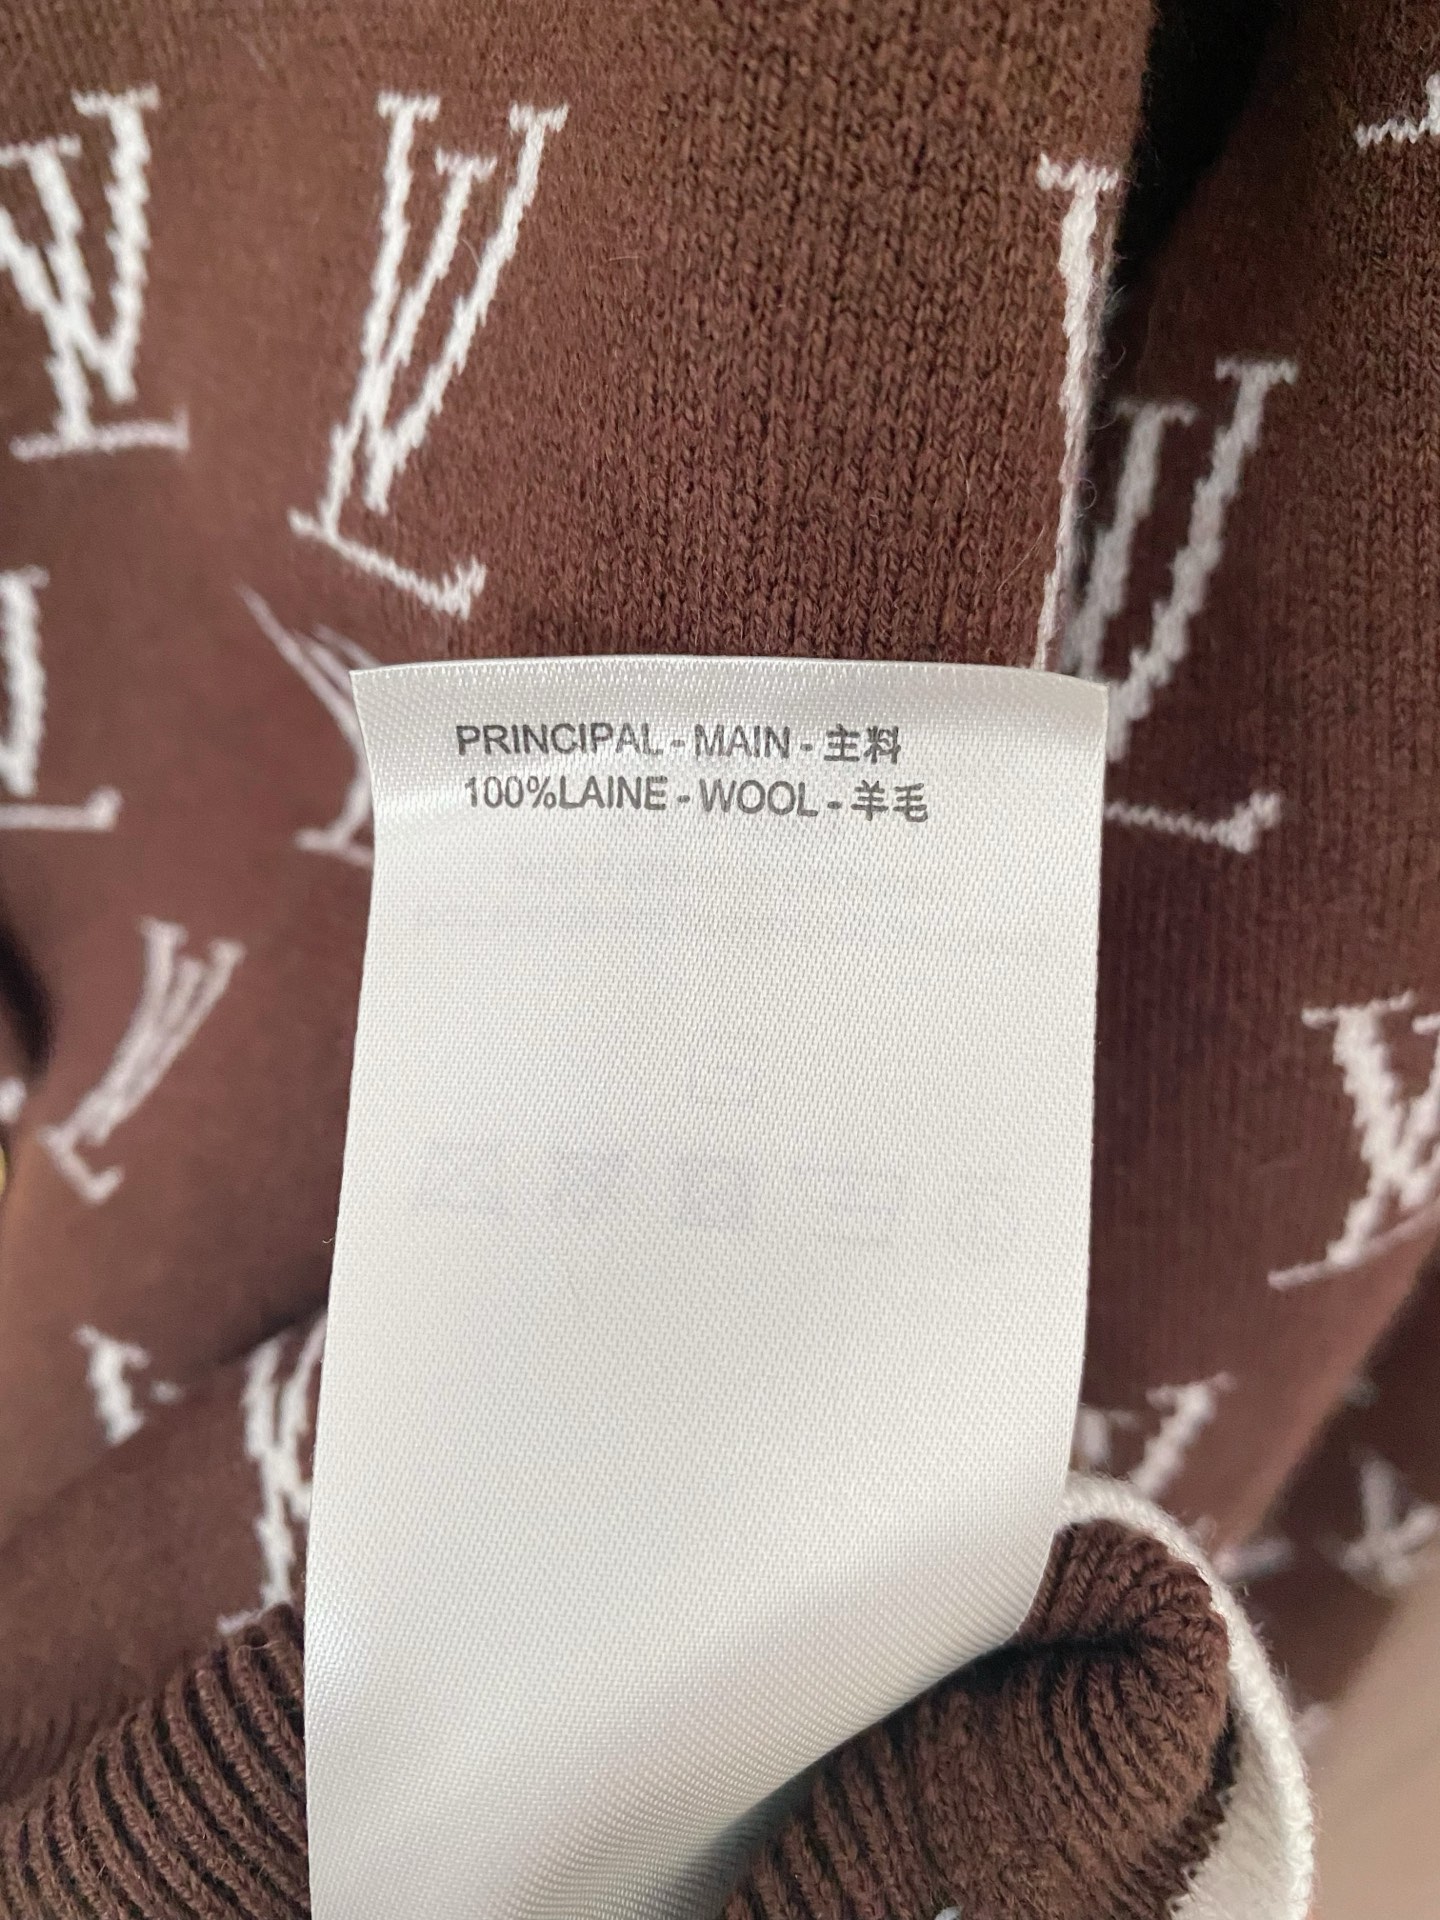 PRINCIPAL - MAIN - 主料
100%LAINE - WOOL - 羊毛